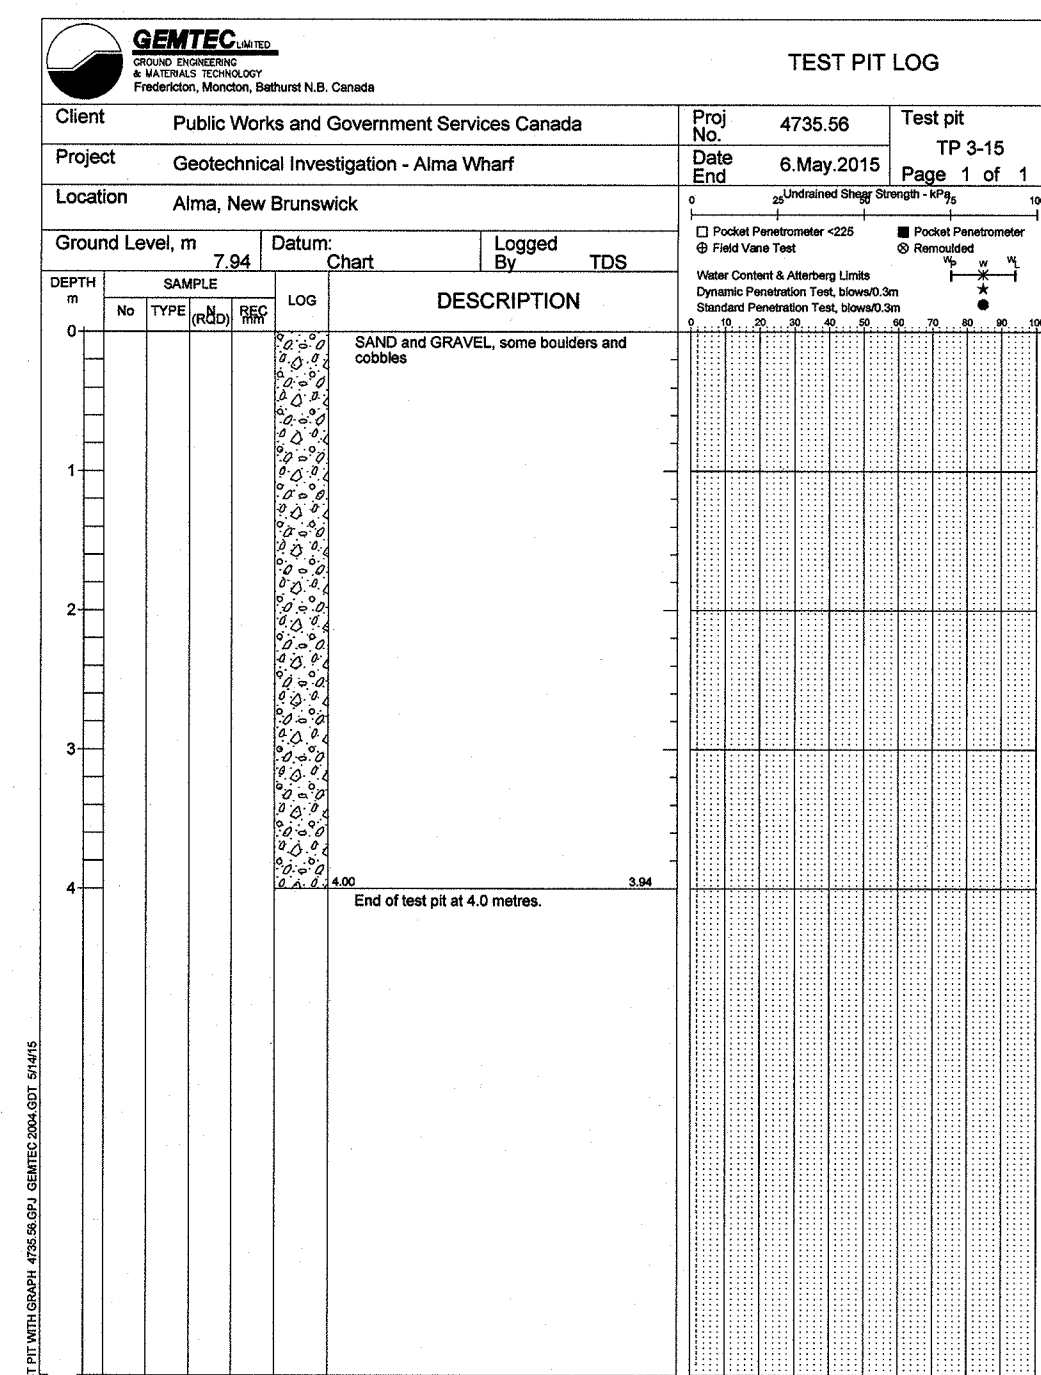 GEMTEC LIMITED
GROUND ENGINEERING
& MATERIALS TECHNOLOGY
Fredericton, Moncton, Bathurst N.B. Canada
TEST PIT LOG
Client Public Works and Government Services Canada
Proj No. 4735.56
Test pit TP 3-15
Project Geotechnical Investigation - Alma Wharf
Date End 6.May.2015
Page 1 of 1
Location Alma, New Brunswick
Undrained Shear Strength - kPa
0 25 50 75 10
Pocket Penetrometer <225 Pocket Penetrometer
Field Vane Test Remoulded
Ground Level, m 7.94
Datum: Chart
Logged By TDS
Wp W WL
Water Content & Atterberg Limits
Dynamic Penetration Test, blows/0.3m
Standard Penetration Test, blows/0.3m
DEPTH m
SAMPLE
No TYPE N (RQD) REC mm
LOG
DESCRIPTION
0 10 20 30 40 50 60 70 80 90 100
0
SAND and GRAVEL, some boulders and
cobbles
1
2
3
4
4.00 3.94
End of test pit at 4.0 metres.
T PIT WITH GRAPH 4735.56.GPJ GEMTEC 2004.GDT 5/14/15